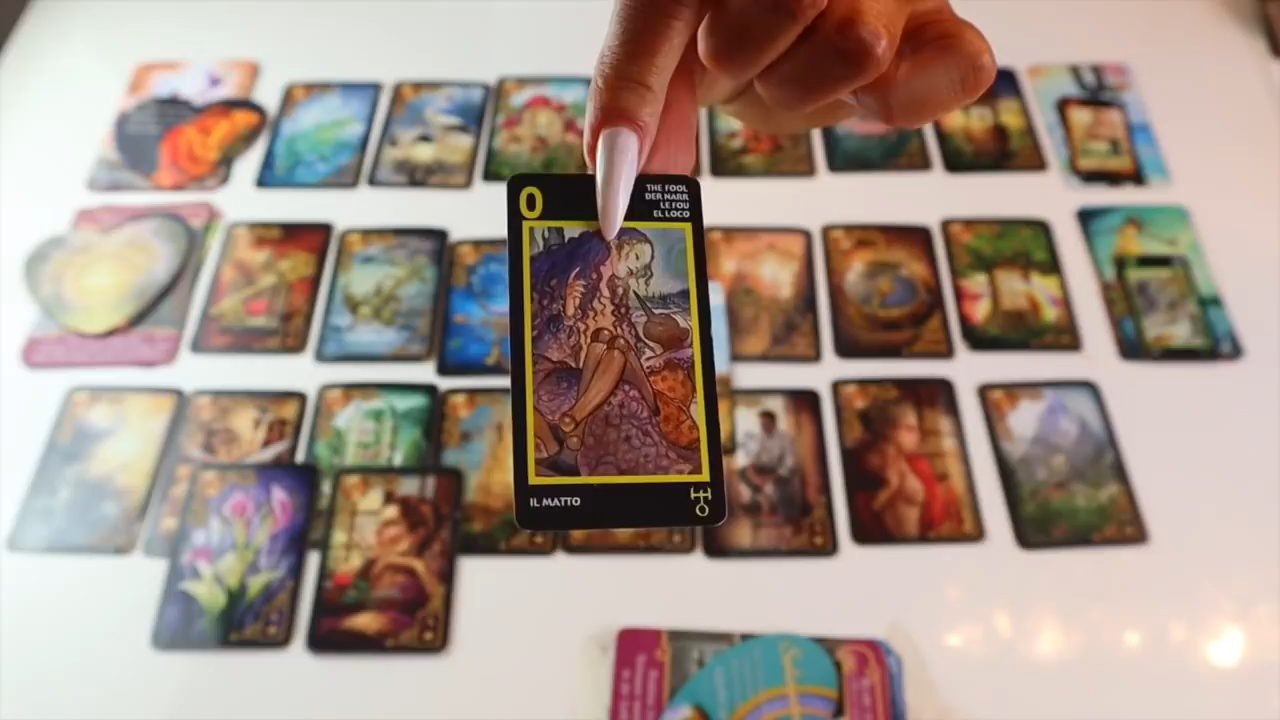 0
THE FOOL
DER NARR
LE FOU
EL LOCO
IL MATTO